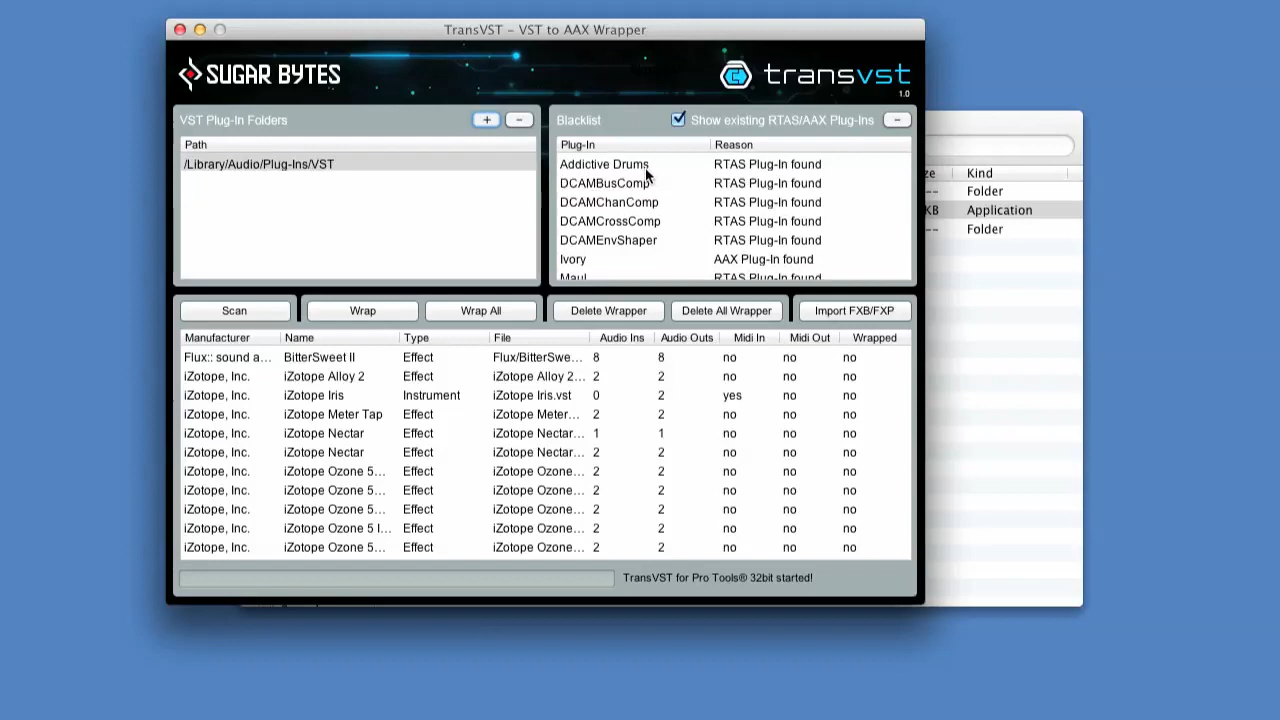 TransVST – VST to AAX Wrapper
SUGAR BYTES
transvst
1.0
VST Plug-In Folders + -
Path
/Library/Audio/Plug-Ins/VST
Blacklist Show existing RTAS/AAX Plug-Ins -
Plug-In Reason
Addictive Drums RTAS Plug-In found
DCAMBusComp RTAS Plug-In found
DCAMChanComp RTAS Plug-In found
DCAMCrossComp RTAS Plug-In found
DCAMEnvShaper RTAS Plug-In found
Ivory AAX Plug-In found
Maul RTAS Plug-In found
Scan Wrap Wrap All Delete Wrapper Delete All Wrapper Import FXB/FXP
Manufacturer Name Type File Audio Ins Audio Outs Midi In Midi Out Wrapped
Flux:: sound a... BitterSweet II Effect Flux/BitterSwe... 8 8 no no no
iZotope, Inc. iZotope Alloy 2 Effect iZotope Alloy 2... 2 2 no no no
iZotope, Inc. iZotope Iris Instrument iZotope Iris.vst 0 2 yes no no
iZotope, Inc. iZotope Meter Tap Effect iZotope Meter... 2 2 no no no
iZotope, Inc. iZotope Nectar Effect iZotope Nectar... 1 1 no no no
iZotope, Inc. iZotope Nectar Effect iZotope Nectar... 2 2 no no no
iZotope, Inc. iZotope Ozone 5... Effect iZotope Ozone... 2 2 no no no
iZotope, Inc. iZotope Ozone 5... Effect iZotope Ozone... 2 2 no no no
iZotope, Inc. iZotope Ozone 5... Effect iZotope Ozone... 2 2 no no no
iZotope, Inc. iZotope Ozone 5 I... Effect iZotope Ozone... 2 2 no no no
iZotope, Inc. iZotope Ozone 5... Effect iZotope Ozone... 2 2 no no no
TransVST for Pro Tools® 32bit started!
ze Kind
-- Folder
KB Application
-- Folder